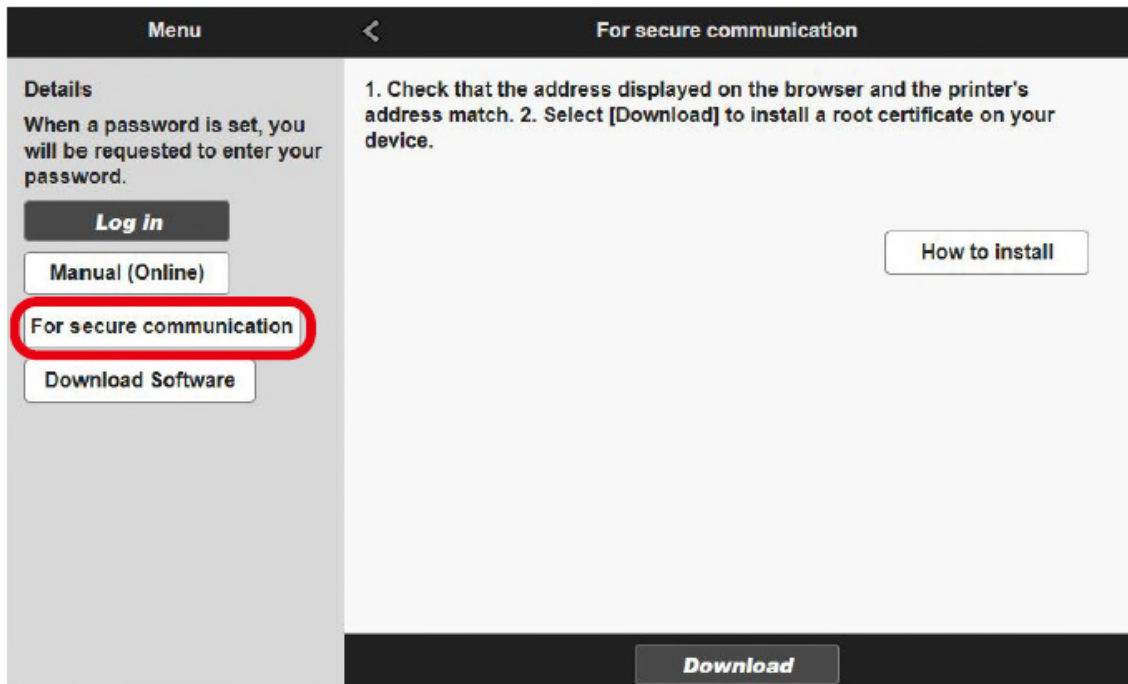 Menu
For secure communication
Details
When a password is set, you
will be requested to enter your
password.
Log in
Manual (Online)
For secure communication
Download Software
1. Check that the address displayed on the browser and the printer's
address match. 2. Select [Download] to install a root certificate on your
device.
How to install
Download